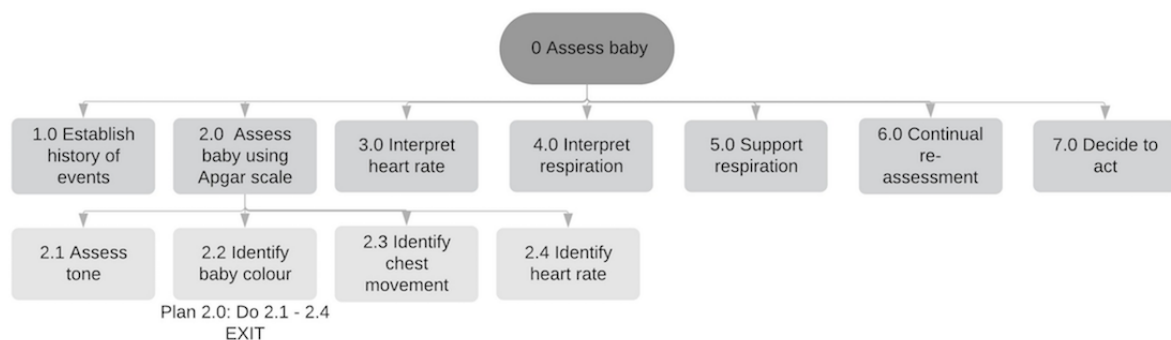 0 Assess baby
1.0 Establish
history of
events
2.0 Assess
baby using
Apgar scale
3.0 Interpret
heart rate
4.0 Interpret
respiration
5.0 Support
respiration
6.0 Continual
re-
assessment
7.0 Decide to
act
2.1 Assess
tone
2.2 Identify
baby colour
2.3 Identify
chest
movement
2.4 Identify
heart rate
Plan 2.0: Do 2.1 - 2.4
EXIT